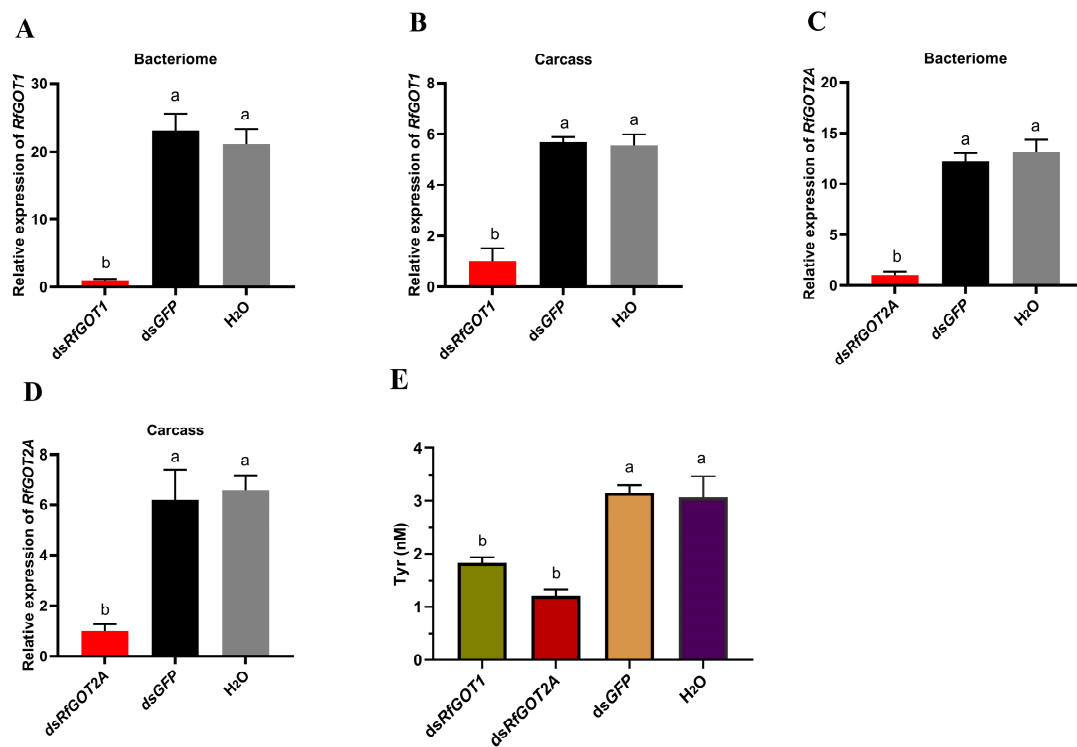 A
Bacteriome
Relative expression of RfGOT1
30
20
10
0
a
a
b
dsRfGOT1
dsGFP
H2O
B
Carcass
Relative expression of RfGOT1
8
6
4
2
0
a
a
b
dsRfGOT1
dsGFP
H2O
C
Bacteriome
Relative expression of RfGOT2A
20
15
10
5
0
a
a
b
dsRfGOT2A
dsGFP
H2O
D
Carcass
Relative expression of RfGOT2A
8
6
4
2
0
a
a
b
dsRfGOT2A
dsGFP
H2O
E
Tyr (nM)
4
3
2
1
0
b
b
a
a
dsRfGOT1
dsRfGOT2A
dsGFP
H2O